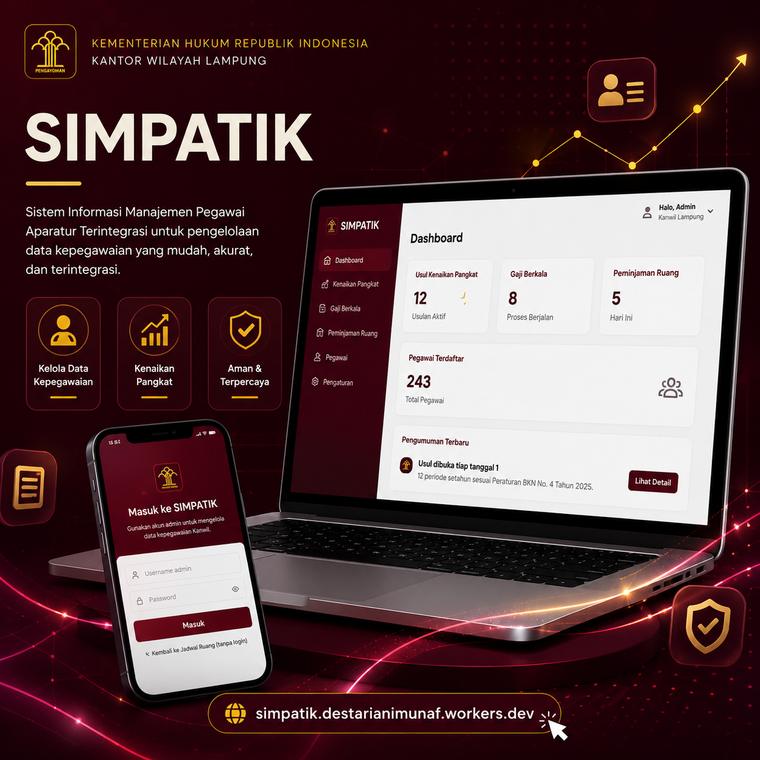 PENGAYOMAN
KEMENTERIAN HUKUM REPUBLIK INDONESIA
KANTOR WILAYAH LAMPUNG
SIMPATIK
Sistem Informasi Manajemen Pegawai
Aparatur Terintegrasi untuk pengelolaan
data kepegawaian yang mudah, akurat,
dan terintegrasi.
Kelola Data
Kepegawaian
Kenaikan
Pangkat
Aman &
Terpercaya
SIMPATIK
Dashboard
Kenaikan Pangkat
Gaji Berkala
Peminjaman Ruang
Pegawai
Pengaturan
Halo, Admin
Kanwil Lampung
Dashboard
Usul Kenaikan Pangkat
12
Usulan Aktif
Gaji Berkala
8
Proses Berjalan
Peminjaman Ruang
5
Hari Ini
Pegawai Terdaftar
243
Total Pegawai
Pengumuman Terbaru
Usul dibuka tiap tanggal 1
12 periode setahun sesuai Peraturan BKN No. 4 Tahun 2025.
Lihat Detail
Masuk ke SIMPATIK
Gunakan akun admin untuk mengelola
data kepegawaian Kanwil.
Username admin
Password
Masuk
Kembali ke Jadwal Ruang (tanpa login)
simpatik.destarianimunaf.workers.dev